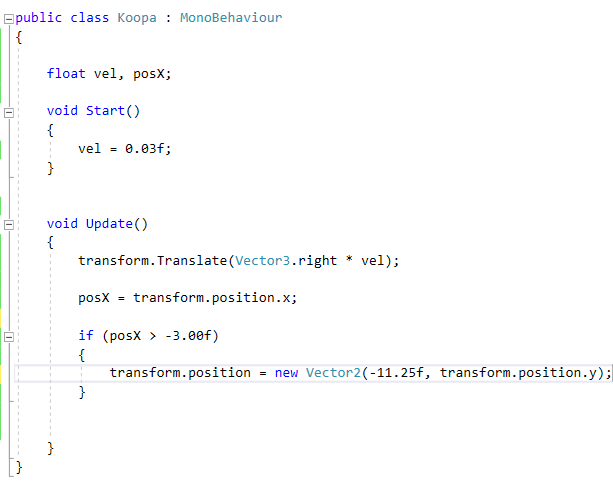 public class Koopa : MonoBehaviour
{
float vel, posX;
void Start()
{
vel = 0.03f;
}
void Update()
{
transform.Translate(Vector3.right * vel);
posX = transform.position.x;
if (posX > -3.00f)
{
transform.position = new Vector2(-11.25f, transform.position.y);
}
}
}